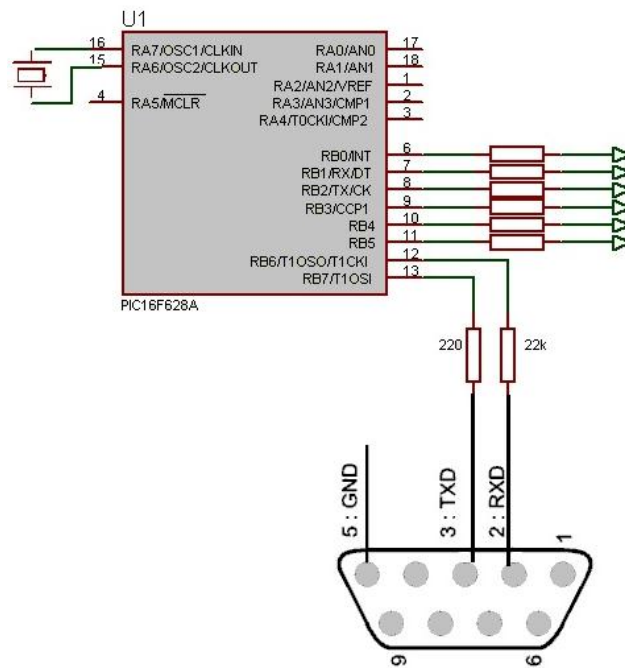 U1
16 RA7/OSC1/CLKIN RA0/AN0 17
15 RA6/OSC2/CLKOUT RA1/AN1 18
RA2/AN2/VREF 1
4 RA5/MCLR RA3/AN3/CMP1 2
RA4/T0CKI/CMP2 3
RB0/INT 6
RB1/RX/DT 7
RB2/TX/CK 8
RB3/CCP1 9
RB4 10
RB5 11
RB6/T1OSO/T1CKI 12
RB7/T1OSI 13
PIC16F628A
220
22k
5 : GND
3 : TXD
2 : RXD
1
9
6